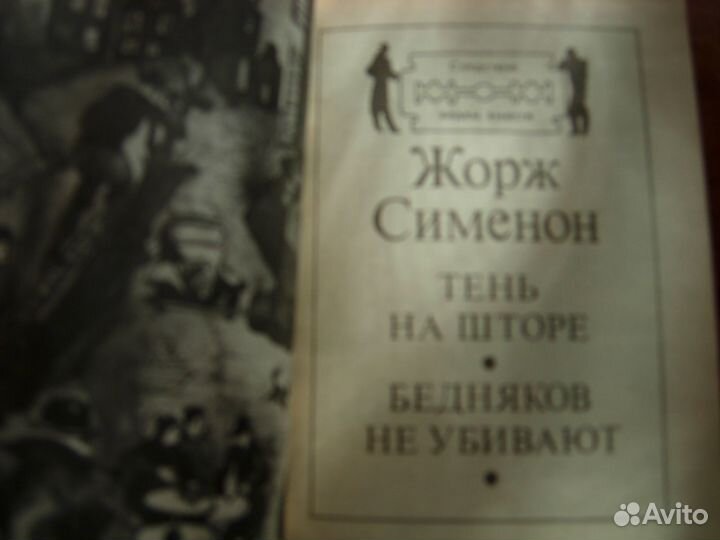 Жорж
Сименон
ТЕНЬ
НА ШТОРЕ
•
БЕДНЯКОВ
НЕ УБИВАЮТ
•
Avito